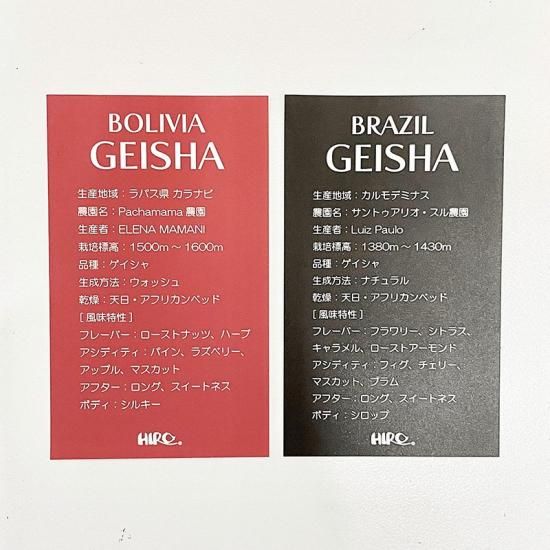 BOLIVIA
GEISHA
生産地域：ラパス県 カラナビ
農園名：Pachamama 農園
生産者：ELENA MAMANI
栽培標高：1500m～1600m
品種：ゲイシャ
生成方法：ウォッシュ
乾燥：天日・アフリカンベッド
[ 風味特性 ]
フレーバー：ローストナッツ、ハーブ
アシディティ：パイン、ラズベリー、
アップル、マスカット
アフター：ロング、スイートネス
ボディ：シルキー
HIRO.
BRAZIL
GEISHA
生産地域：カルモデミナス
農園名：サントゥアリオ・スル農園
生産者：Luiz Paulo
栽培標高：1380m～1430m
品種：ゲイシャ
生成方法：ナチュラル
乾燥：天日・アフリカンベッド
[ 風味特性 ]
フレーバー：フラワリー、シトラス、
キャラメル、ローストアーモンド
アシディティ：フィグ、チェリー、
マスカット、プラム
アフター：ロング、スイートネス
ボディ：シロップ
HIRO.